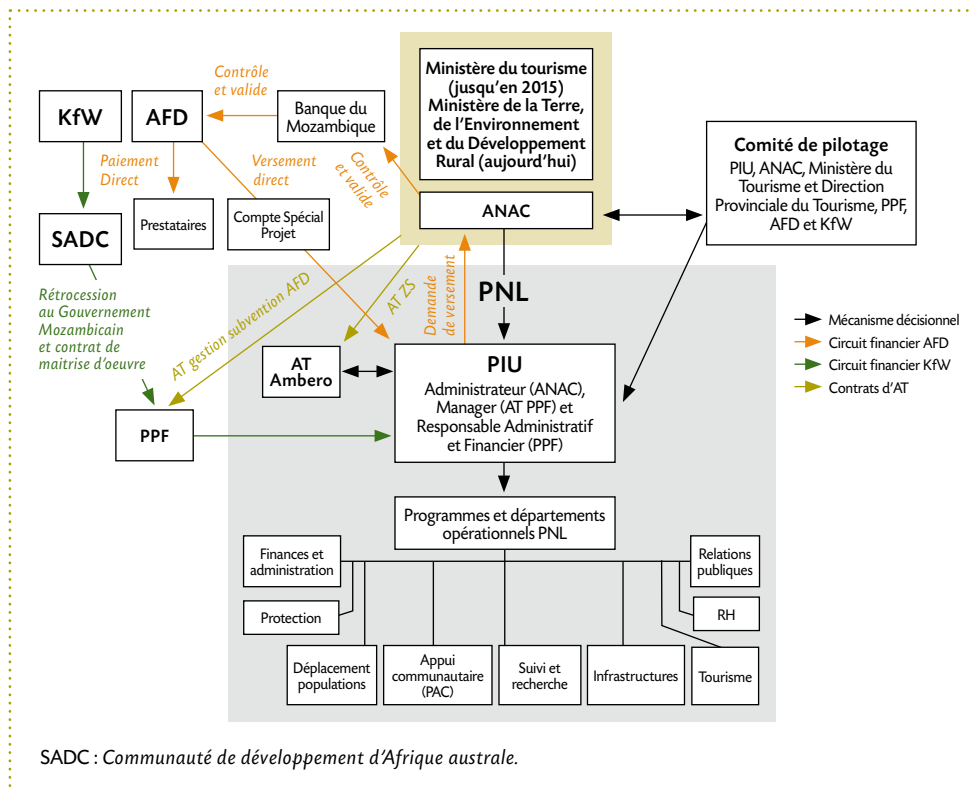 Ministère du tourisme
(jusqu'en 2015)
Ministère de la Terre,
de l'Environnement
et du Développement
Rural (aujourd'hui)
ANAC
Contrôle
et valide
KfW
AFD
Banque du
Mozambique
Comité de pilotage
PIU, ANAC, Ministère du
Tourisme et Direction
Provinciale du Tourisme, PPF,
AFD et KfW
Paiement
Direct
Versement
direct
Contrôle
et valide
SADC
Prestataires
Compte Spécial
Projet
Rétrocession
au Gouvernement
Mozambicain
et contrat de
maitrise d'oeuvre
AT gestion subvention AFD
AT ZS
Demande
de versement
PNL
Mécanisme décisionnel
Circuit financier AFD
Circuit financier KfW
Contrats d'AT
AT
Ambero
PIU
Administrateur (ANAC),
Manager (AT PPF) et
Responsable Administratif
et Financier (PPF)
PPF
Programmes et départements
opérationnels PNL
Finances et
administration
Relations
publiques
Protection
RH
Déplacement
populations
Appui
communautaire
(PAC)
Suivi et
recherche
Infrastructures
Tourisme
SADC : Communauté de développement d'Afrique australe.